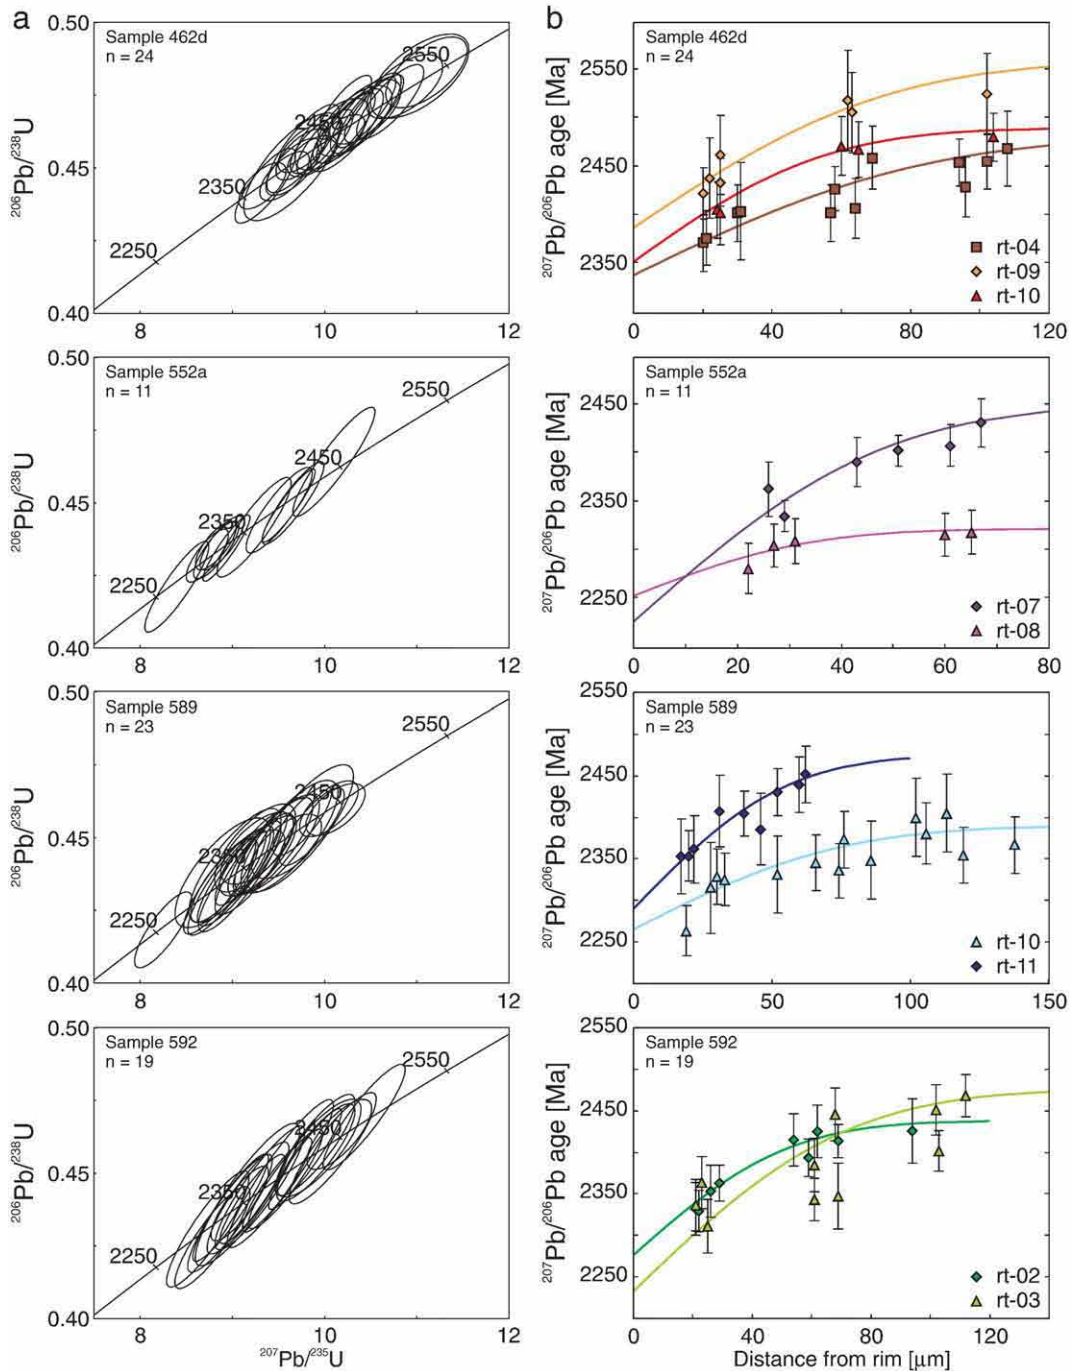 a
Sample 462d
n = 24
0.50
0.45
0.40
²⁰⁶Pb/²³⁸U
2250
2350
2450
2550
8
10
12
b
Sample 462d
n = 24
2550
2450
2350
²⁰⁷Pb/²⁰⁶Pb age [Ma]
rt-04
rt-09
rt-10
0
40
80
120
Sample 552a
n = 11
0.50
0.45
0.40
²⁰⁶Pb/²³⁸U
2250
2350
2450
2550
8
10
12
Sample 552a
n = 11
2450
2350
2250
²⁰⁷Pb/²⁰⁶Pb age [Ma]
rt-07
rt-08
0
20
40
60
80
Sample 589
n = 23
0.50
0.45
0.40
²⁰⁶Pb/²³⁸U
2250
2350
2450
2550
8
10
12
Sample 589
n = 23
2550
2450
2350
2250
²⁰⁷Pb/²⁰⁶Pb age [Ma]
rt-10
rt-11
0
50
100
150
Sample 592
n = 19
0.50
0.45
0.40
²⁰⁶Pb/²³⁸U
2250
2350
2450
2550
8
10
12
²⁰⁷Pb/²³⁵U
Sample 592
n = 19
2550
2450
2350
2250
²⁰⁷Pb/²⁰⁶Pb age [Ma]
rt-02
rt-03
0
40
80
120
Distance from rim [μm]